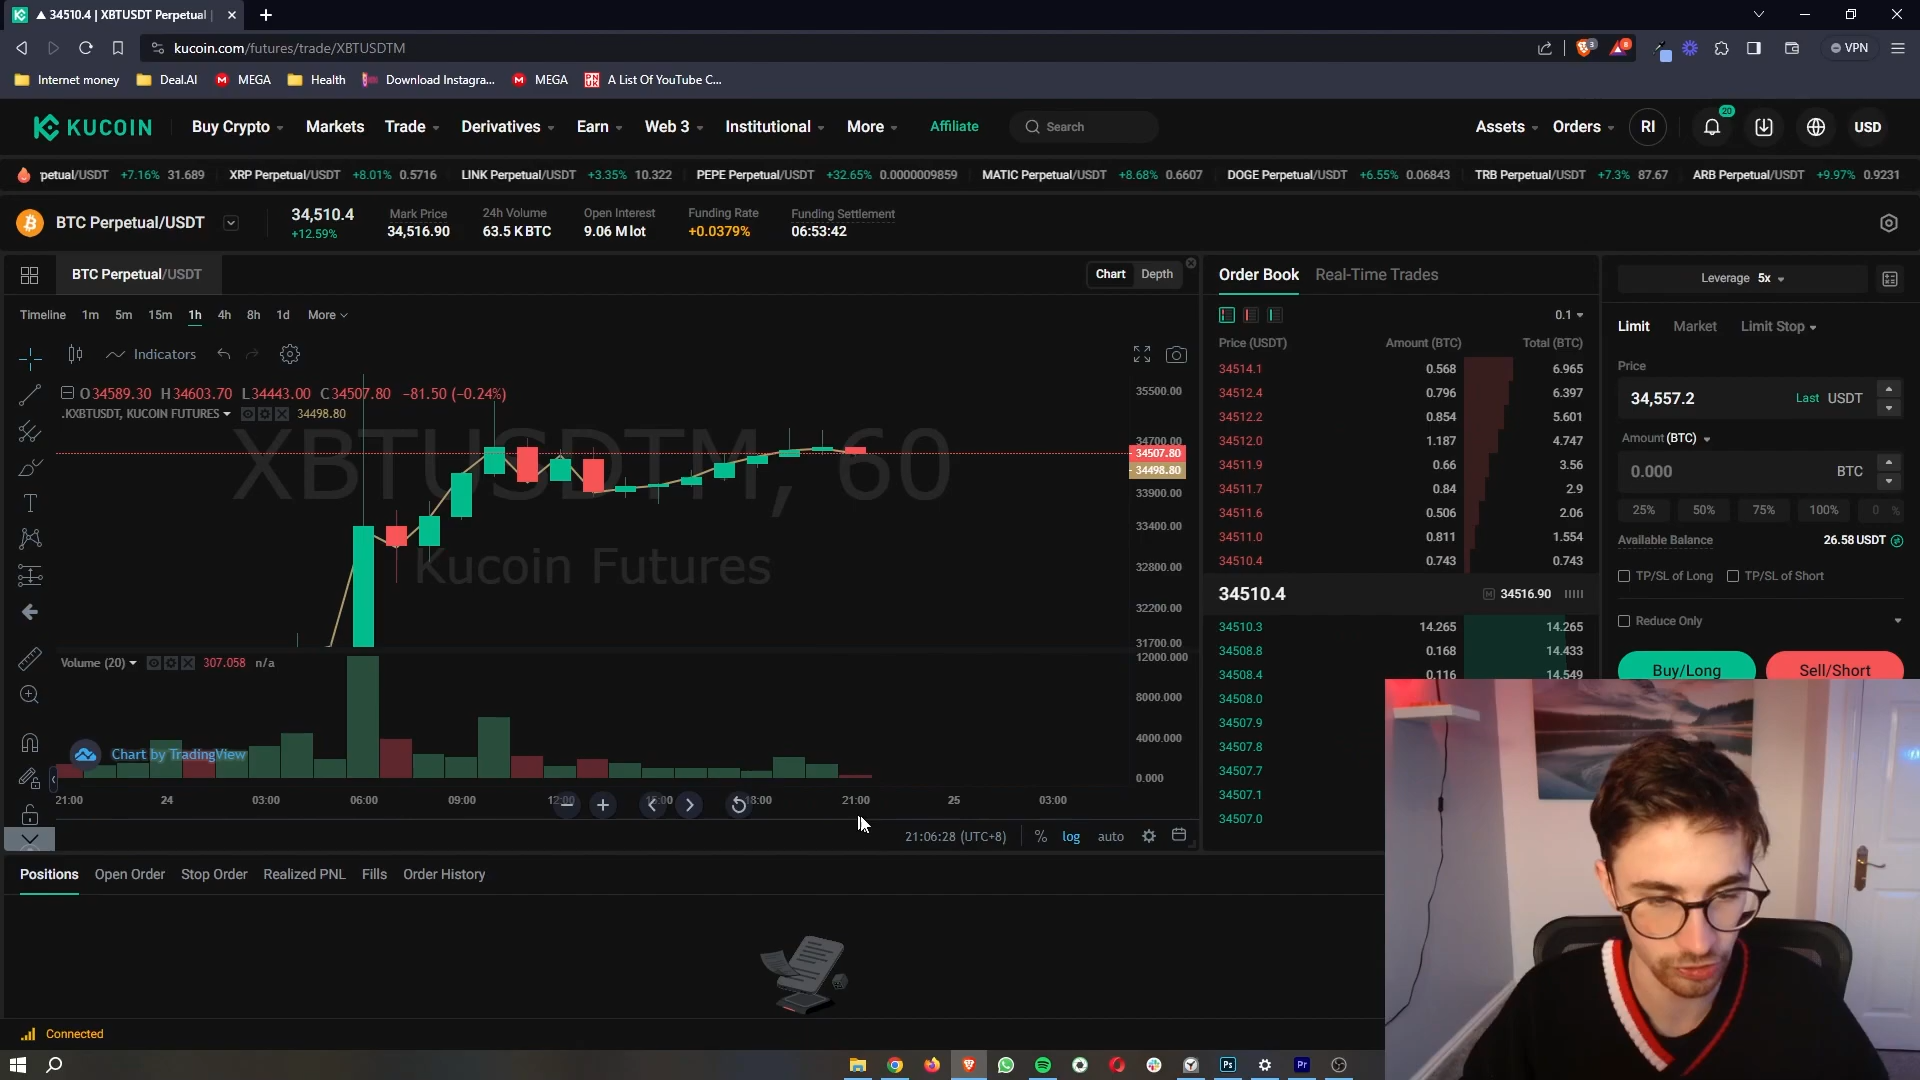 34510.4 | XBTUSDT Perpetual |
kucoin.com/futures/trade/XBTUSDTM
3
8
VPN
Internet money
Deal.AI
MEGA
Health
Download Instagra...
MEGA
A List Of YouTube C...
KUCOIN
Buy Crypto
Markets
Trade
Derivatives
Earn
Web 3
Institutional
More
Affiliate
Search
Assets
Orders
RI
20
USD
petual/USDT +7.16% 31.689
XRP Perpetual/USDT +8.01% 0.5716
LINK Perpetual/USDT +3.35% 10.322
PEPE Perpetual/USDT +32.65% 0.0000009859
MATIC Perpetual/USDT +8.68% 0.6607
DOGE Perpetual/USDT +6.55% 0.06843
TRB Perpetual/USDT +7.3% 87.67
ARB Perpetual/USDT +9.97% 0.9231
BTC Perpetual/USDT
34,510.4
+12.59%
Mark Price
34,516.90
24h Volume
63.5 K BTC
Open Interest
9.06 M lot
Funding Rate
+0.0379%
Funding Settlement
06:53:42
BTC Perpetual/USDT
Chart
Depth
Timeline 1m 5m 15m 1h 4h 8h 1d More
Indicators
O34589.30 H34603.70 L34443.00 C34507.80 −81.50 (−0.24%)
.KXBTUSDT, KUCOIN FUTURES 34498.80
XBTUSDTM, 60
Kucoin Futures
35500.00
34700.00
34507.80
34498.80
33900.00
33400.00
32800.00
32200.00
31700.00
Volume (20) 307.058 n/a
12000.000
8000.000
4000.000
0.000
Chart by TradingView
21:00 24 03:00 06:00 09:00 12:00 15:00 18:00 21:00 25 03:00
21:06:28 (UTC+8) % log auto
Order Book
Real-Time Trades
0.1
Price (USDT) Amount (BTC) Total (BTC)
34514.1 0.568 6.965
34512.4 0.796 6.397
34512.2 0.854 5.601
34512.0 1.187 4.747
34511.9 0.66 3.56
34511.7 0.84 2.9
34511.6 0.506 2.06
34511.0 0.811 1.554
34510.4 0.743 0.743
34510.4 M 34516.90
34510.3 14.265 14.265
34508.8 0.168 14.433
34508.4 0.116 14.549
34508.0
34507.9
34507.8
34507.7
34507.1
34507.0
Leverage 5x
Limit
Market
Limit Stop
Price
34,557.2 Last USDT
Amount (BTC)
0.000 BTC
25% 50% 75% 100% 0 %
Available Balance 26.58 USDT
TP/SL of Long
TP/SL of Short
Reduce Only
Buy/Long
Sell/Short
Positions
Open Order
Stop Order
Realized PNL
Fills
Order History
Connected
Ps
Pr